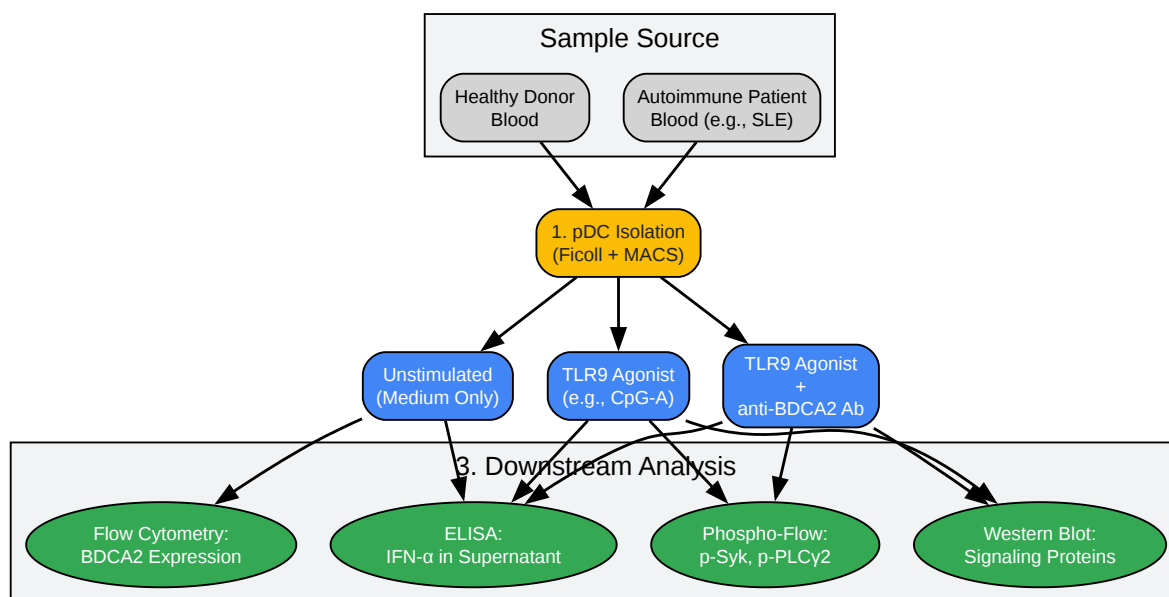 Sample Source
Healthy Donor
Blood
Autoimmune Patient
Blood (e.g., SLE)
1. pDC Isolation
(Ficoll + MACS)
Unstimulated
(Medium Only)
TLR9 Agonist
(e.g., CpG-A)
TLR9 Agonist
+
anti-BDCA2 Ab
3. Downstream Analysis
Flow Cytometry:
BDCA2 Expression
ELISA:
IFN-α in Supernatant
Phospho-Flow:
p-Syk, p-PLCγ2
Western Blot:
Signaling Proteins